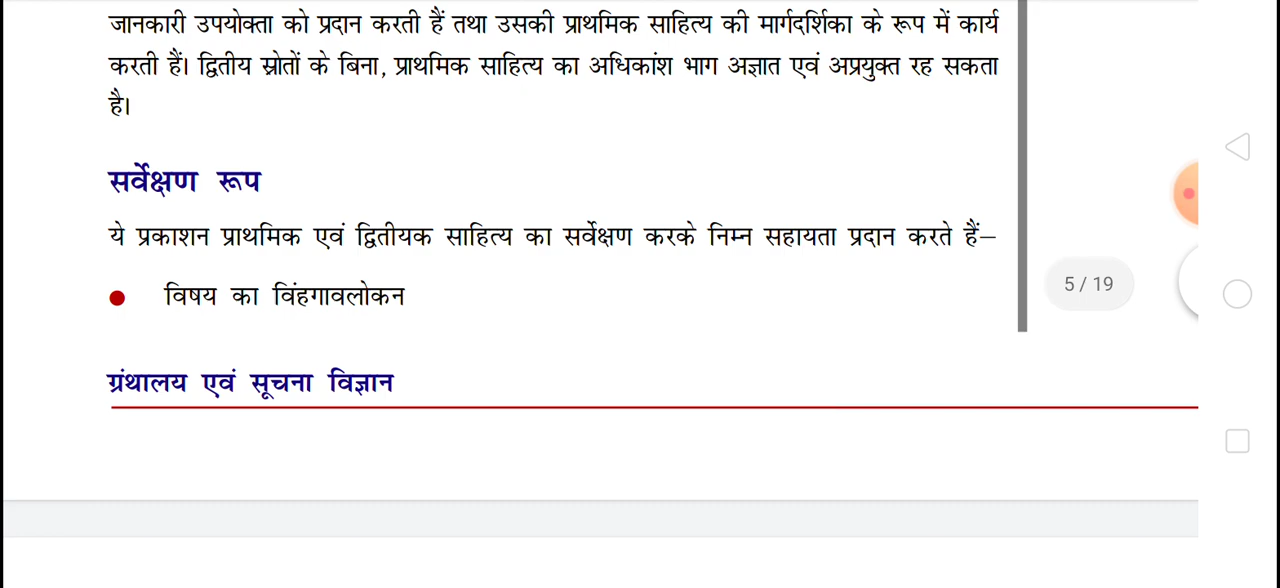 जानकारी उपयोक्ता को प्रदान करती हैं तथा उसकी प्राथमिक साहित्य की मार्गदर्शिका के रूप में कार्य
करती हैं। द्वितीय स्रोतों के बिना, प्राथमिक साहित्य का अधिकांश भाग अज्ञात एवं अप्रयुक्त रह सकता
है।
सर्वेक्षण रूप
ये प्रकाशन प्राथमिक एवं द्वितीयक साहित्य का सर्वेक्षण करके निम्न सहायता प्रदान करते हैं–
5 / 19
● विषय का विंहगावलोकन
ग्रंथालय एवं सूचना विज्ञान